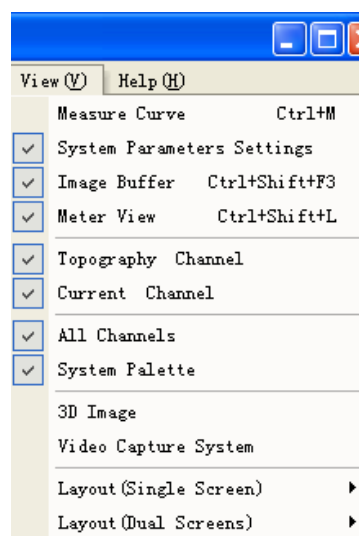 View(V) Help(H)
Measure Curve Ctrl+M
System Parameters Settings
Image Buffer Ctrl+Shift+F3
Meter View Ctrl+Shift+L
Topography Channel
Current Channel
All Channels
System Palette
3D Image
Video Capture System
Layout(Single Screen)
Layout(Dual Screens)